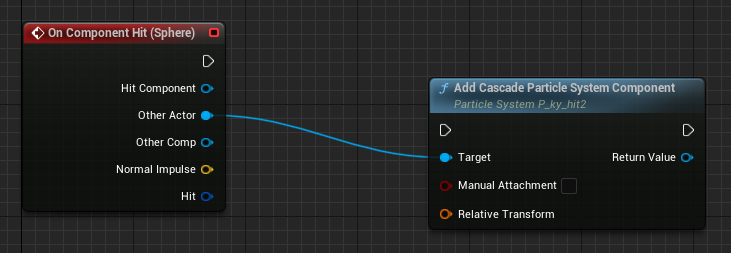 On Component Hit (Sphere)
Hit Component
Other Actor
Other Comp
Normal Impulse
Hit
f Add Cascade Particle System Component
Particle System P_ky_hit2
Target Return Value
Manual Attachment
Relative Transform